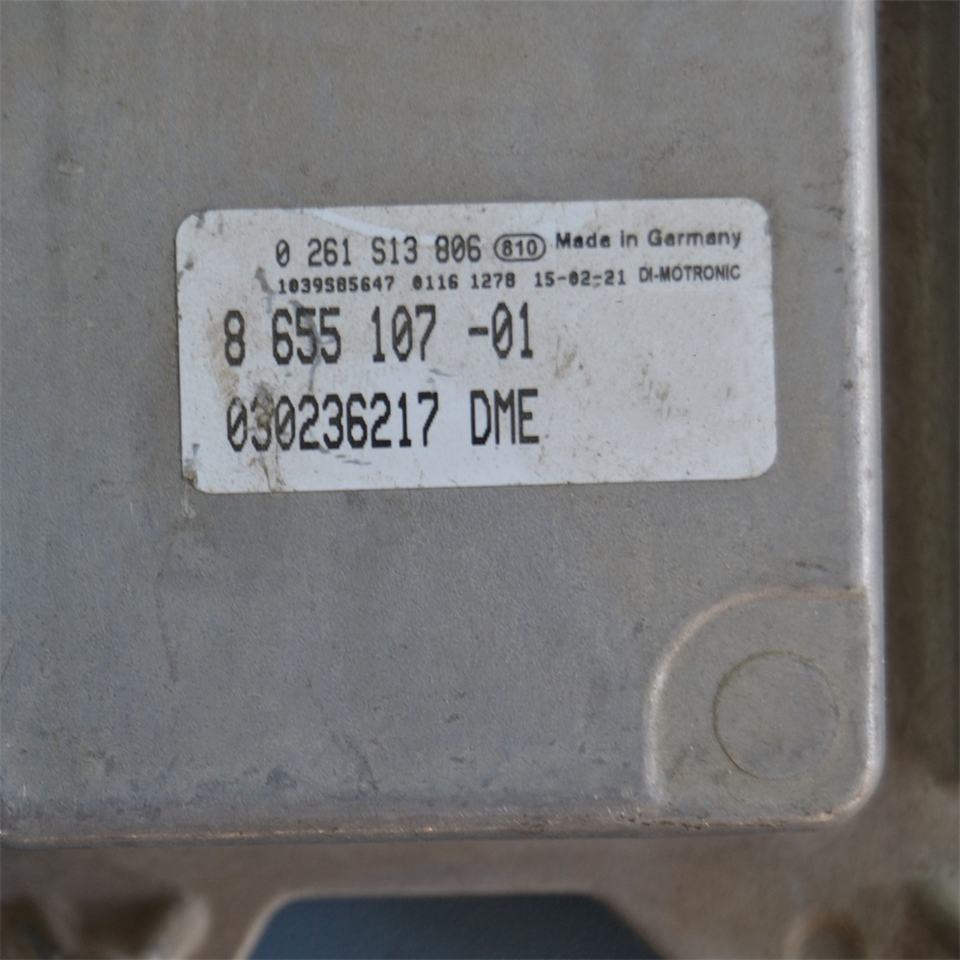 0 261 S13 806 810 Made in Germany
1039S85647 0116 1278 15-02-21 DI-MOTRONIC
8 655 107 -01
030236217 DME